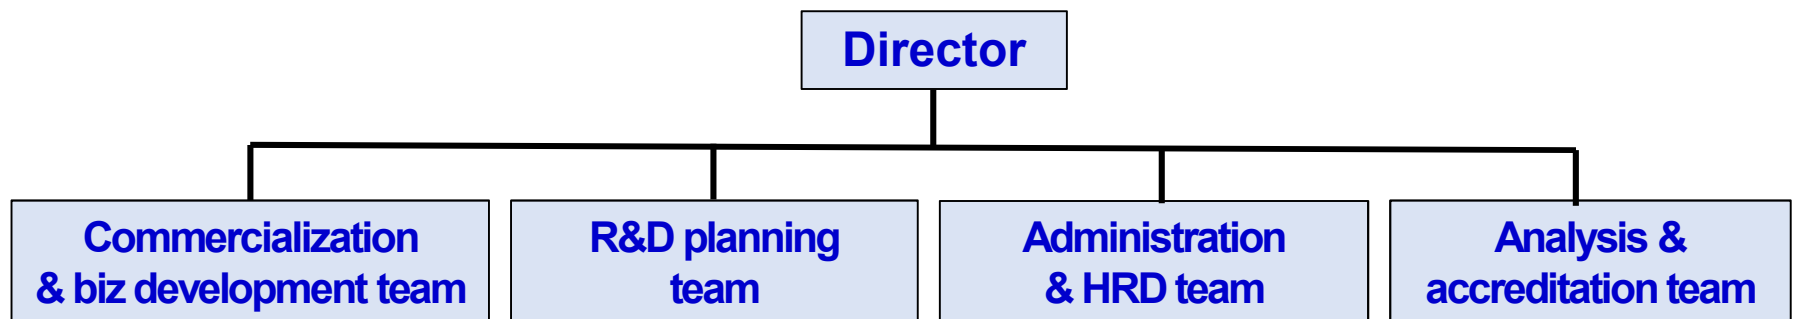 Director
Commercialization
& biz development team
R&D planning
team
Administration
& HRD team
Analysis &
accreditation team